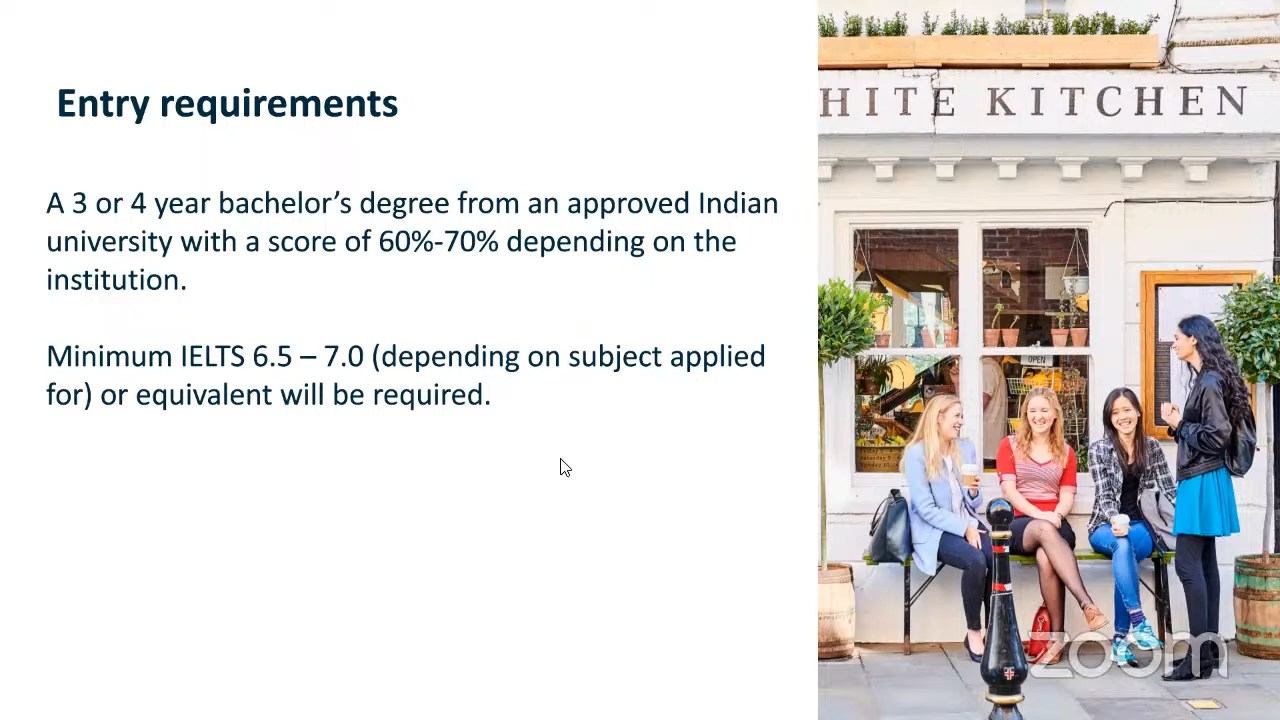 Entry requirements
A 3 or 4 year bachelor’s degree from an approved Indian
university with a score of 60%-70% depending on the
institution.
Minimum IELTS 6.5 – 7.0 (depending on subject applied
for) or equivalent will be required.
HITE KITCHEN
OPEN
zoom